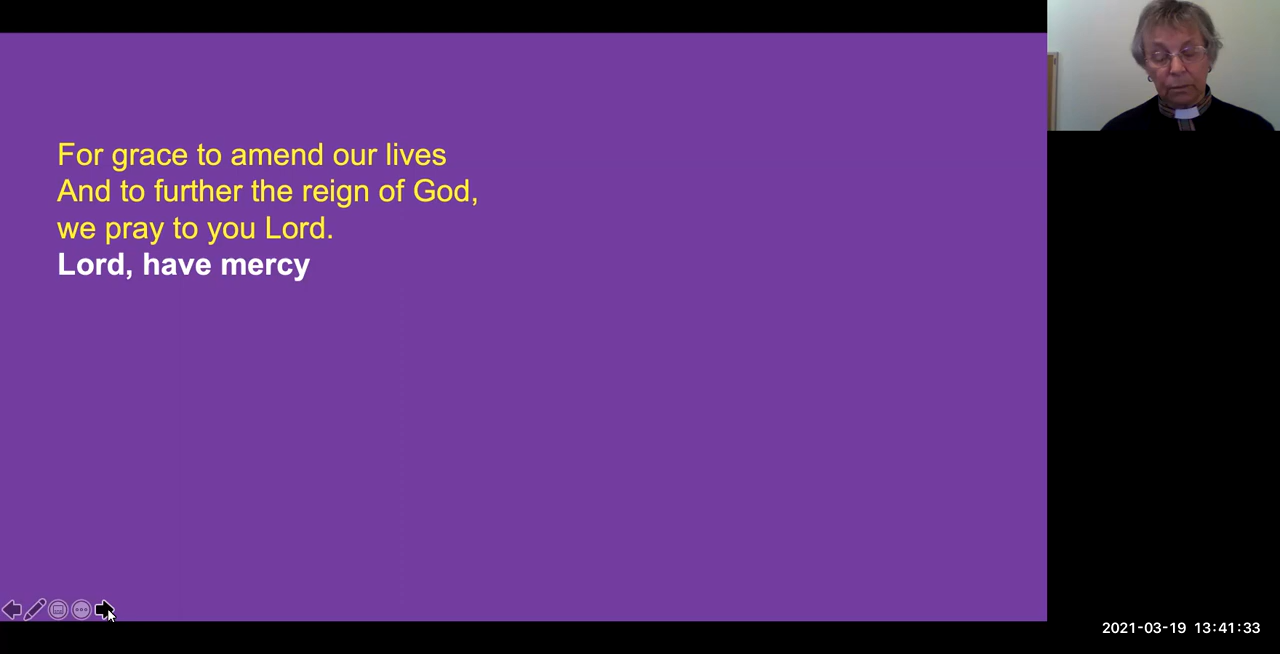 For grace to amend our lives
And to further the reign of God,
we pray to you Lord.
Lord, have mercy
2021-03-19 13:41:33